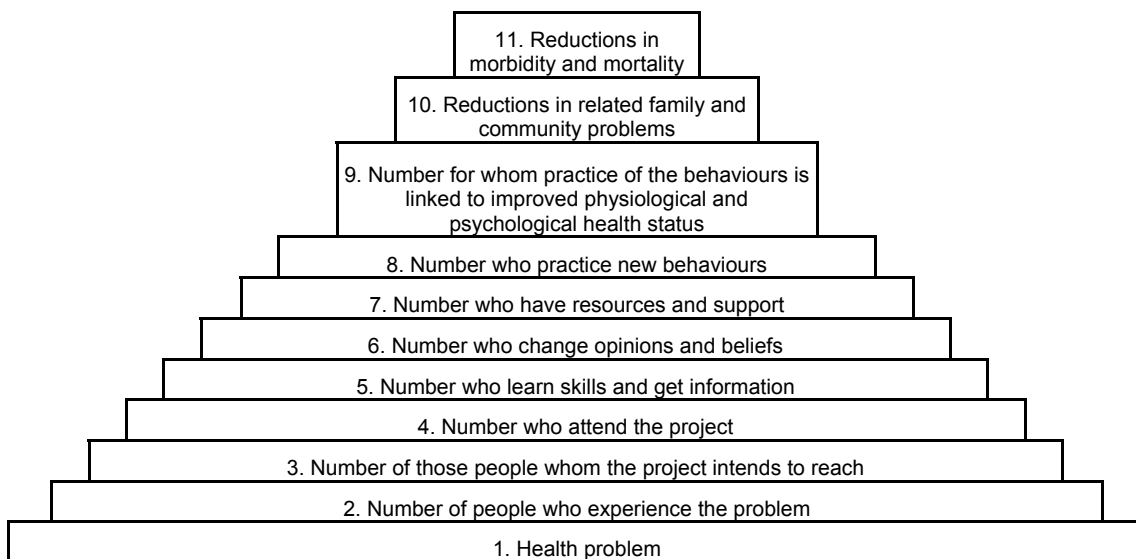 11. Reductions in
morbidity and mortality
10. Reductions in related family and
community problems
9. Number for whom practice of the behaviours is
linked to improved physiological and
psychological health status
8. Number who practice new behaviours
7. Number who have resources and support
6. Number who change opinions and beliefs
5. Number who learn skills and get information
4. Number who attend the project
3. Number of those people whom the project intends to reach
2. Number of people who experience the problem
1. Health problem